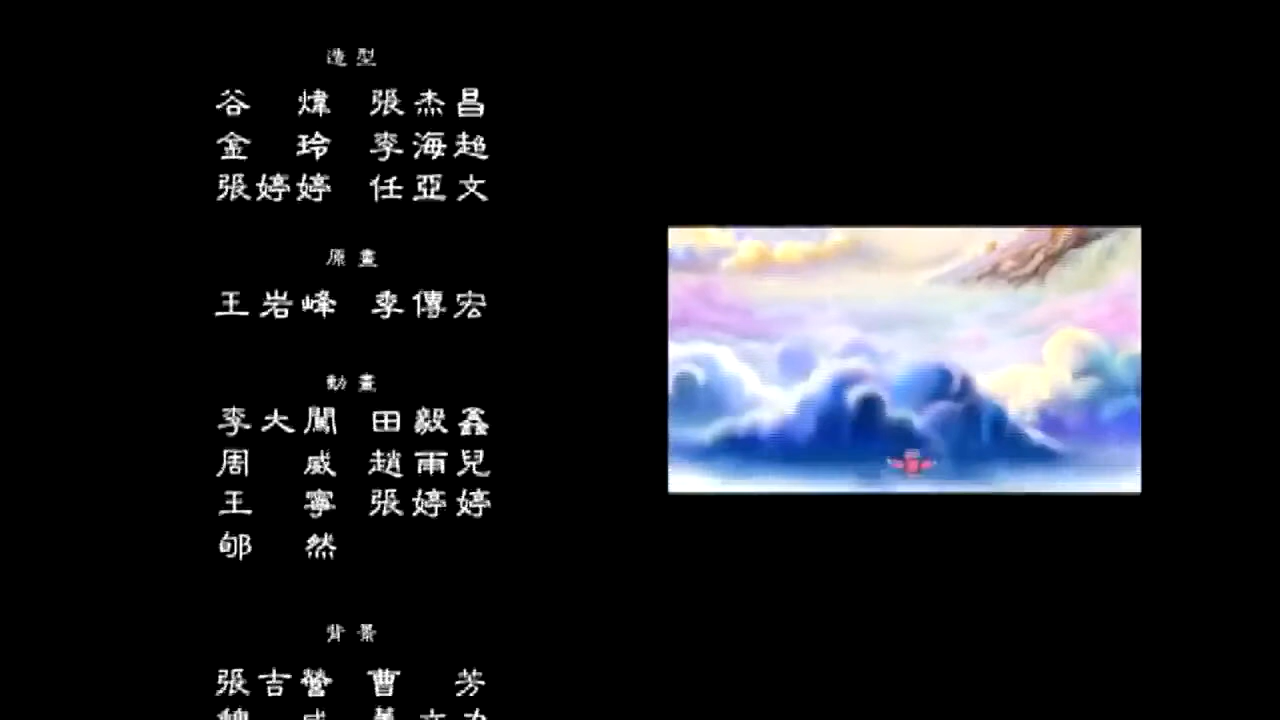 造型
谷 煒 張杰昌
金 玲 李海超
張婷婷 任亞文
原畫
王岩峰 李傳宏
動畫
李大闖 田毅鑫
周 威 趙雨兒
王 寧 張婷婷
郇 然
背景
張吉營 曹 芳